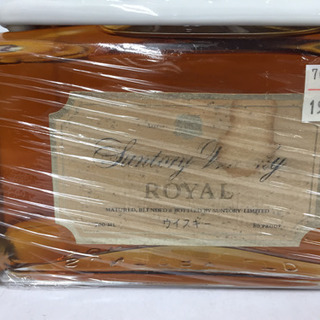 Suntory Whisky
ROYAL
MATURED, BLENDED & BOTTLED BY SUNTORY LIMITED
ウイスキー